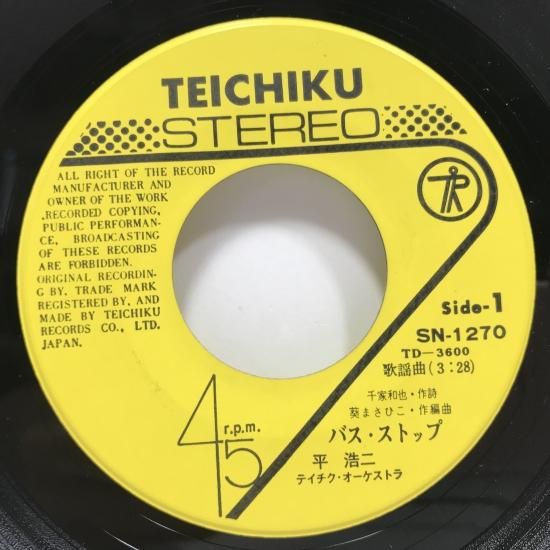 TEICHIKU
STEREO
ALL RIGHT OF THE RECORD
MANUFACTURER AND
OWNER OF THE WORK
.RECORDED COPYING,
PUBLIC PERFORMAN-
CE, BROADCASTING
OF THESE RECORDS
ARE FORBIDDEN.
ORIGINAL RECORDIN-
G BY, TRADE MARK
REGISTERED BY, AND
MADE BY TEICHIKU
RECORDS CO., LTD.
JAPAN.
TR
Side-1
SN-1270
TD-3600
歌謡曲(3:28)
45 r.p.m.
千家和也・作詩
葵まさひこ・作編曲
バス・ストップ
平 浩二
テイチク・オーケストラ